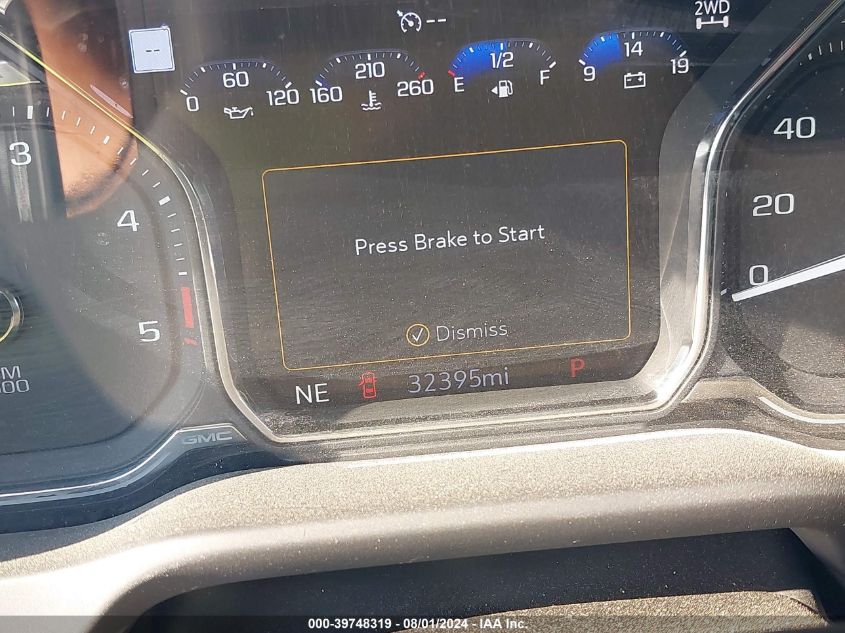 -- 2WD
--
0 60 120 160 210 260 E 1/2 F 9 14 19
3
4
5
40
20
0
Press Brake to Start
Dismiss
NE 32395mi P
GMC
000-39748319 | 08/01/2024 | IAA Inc.